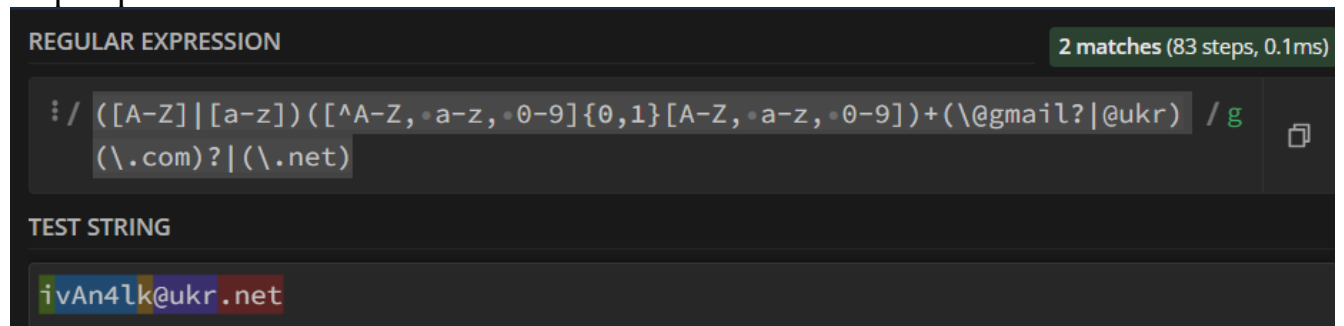 REGULAR EXPRESSION
2 matches (83 steps, 0.1ms)
/ ([A-Z]|[a-z])([^A-Z, a-z, 0-9]{0,1}[A-Z, a-z, 0-9])+(\@gmail?|@ukr) / g
(\.com)?|(\.net)
TEST STRING
ivAn4lk@ukr.net